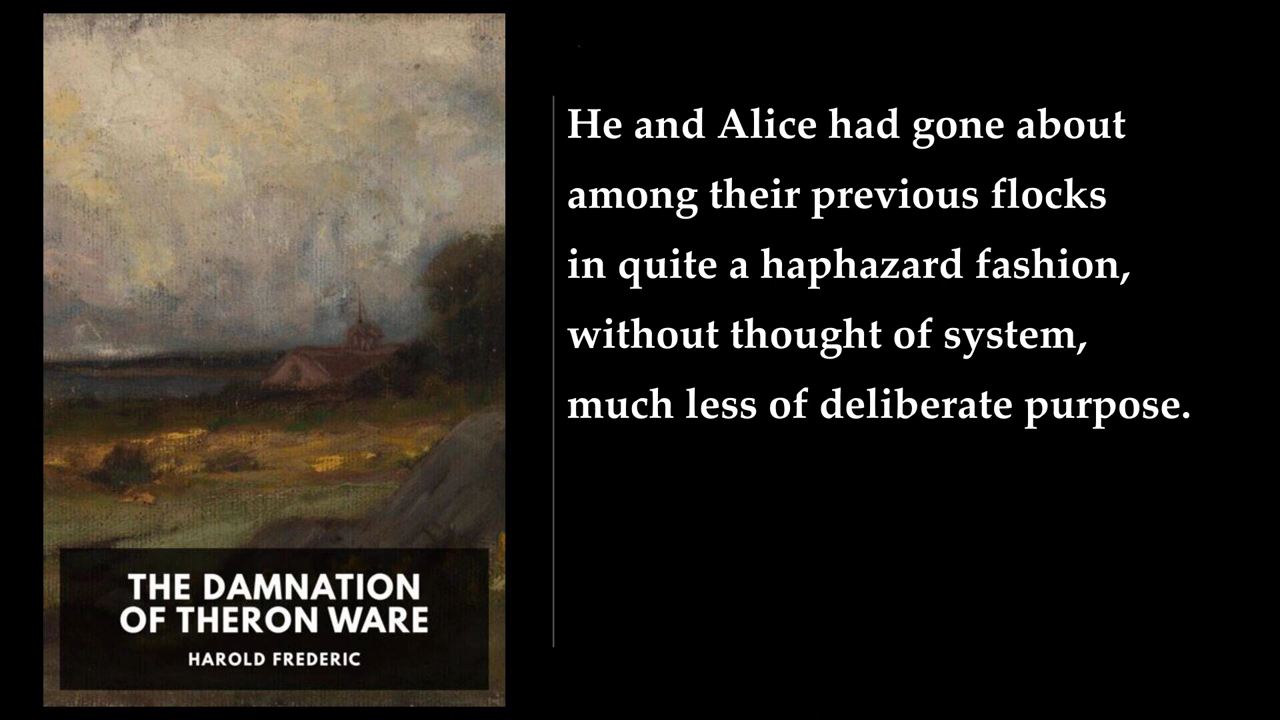 He and Alice had gone about
among their previous flocks
in quite a haphazard fashion,
without thought of system,
much less of deliberate purpose.
THE DAMNATION
OF THERON WARE
HAROLD FREDERIC